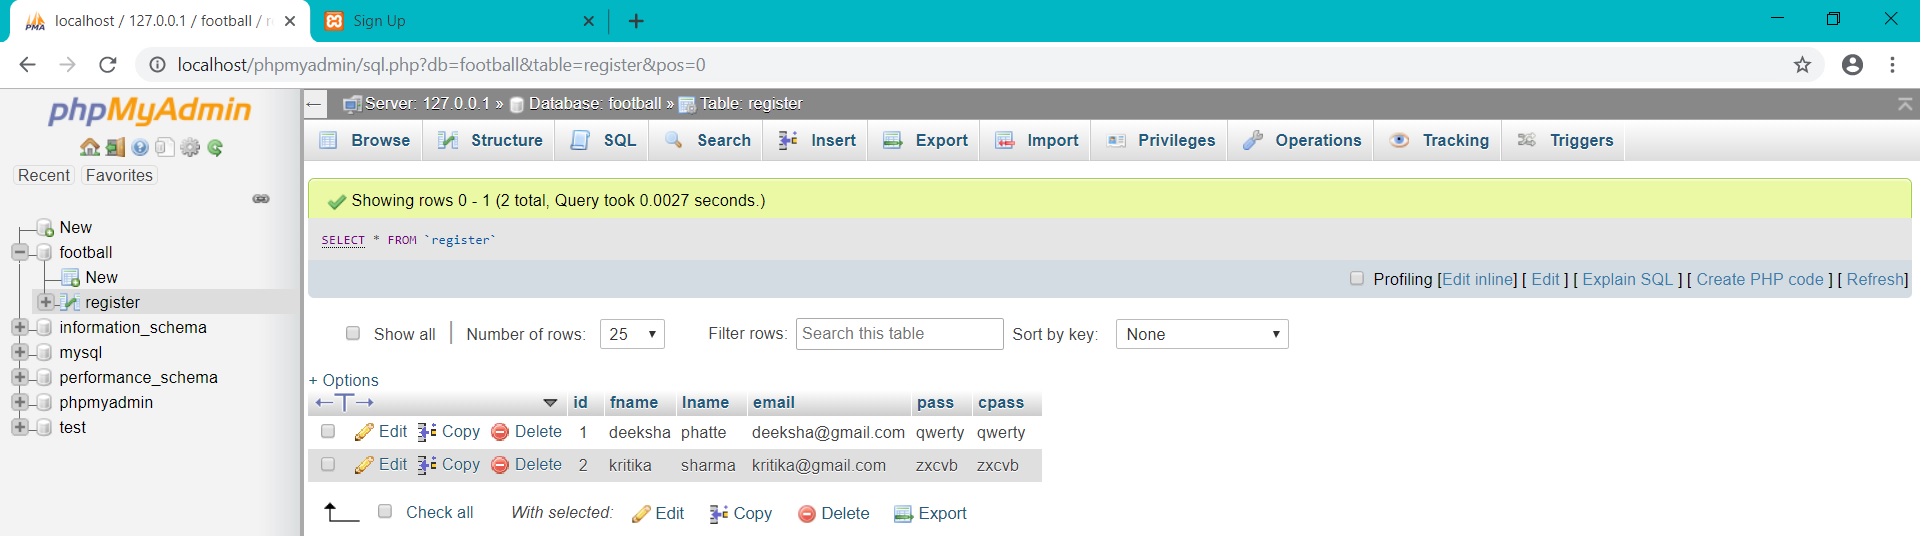 localhost / 127.0.0.1 / football / r
Sign Up
localhost/phpmyadmin/sql.php?db=football&table=register&pos=0
phpMyAdmin
Recent Favorites
New
football
New
register
information_schema
mysql
performance_schema
phpmyadmin
test
Server: 127.0.0.1 » Database: football » Table: register
Browse Structure SQL Search Insert Export Import Privileges Operations Tracking Triggers
Showing rows 0 - 1 (2 total, Query took 0.0027 seconds.)
SELECT * FROM `register`
Profiling [Edit inline] [ Edit ] [ Explain SQL ] [ Create PHP code ] [ Refresh]
Show all | Number of rows: 25 Filter rows: Search this table Sort by key: None
+ Options
←T→ id fname lname email pass cpass
Edit Copy Delete 1 deeksha phatte deeksha@gmail.com qwerty qwerty
Edit Copy Delete 2 kritika sharma kritika@gmail.com zxcvb zxcvb
Check all With selected: Edit Copy Delete Export